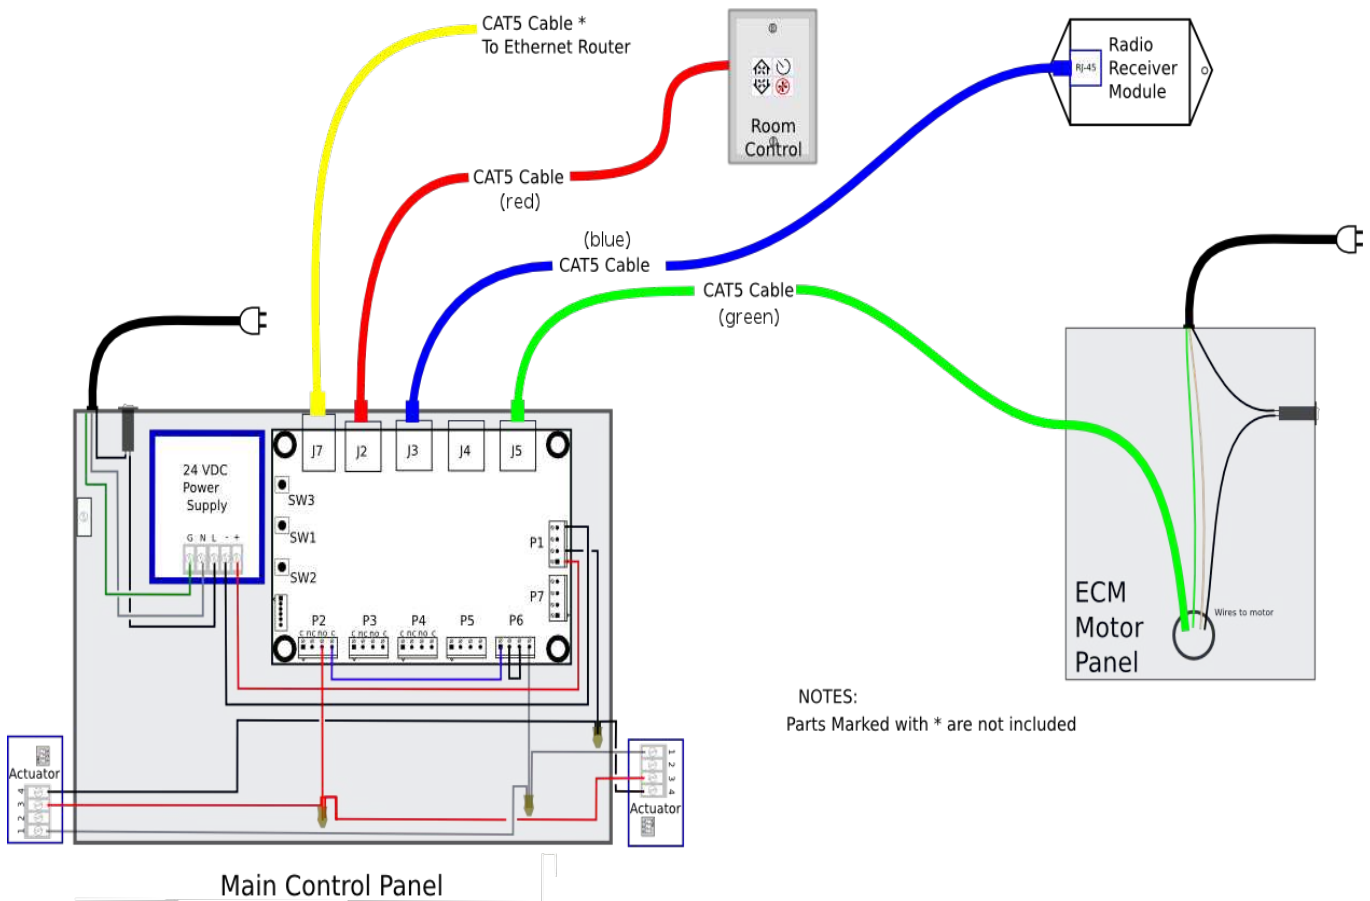 CAT5 Cable *
To Ethernet Router
Room
Control
RJ-45
Radio
Receiver
Module
CAT5 Cable
(red)
(blue)
CAT5 Cable
CAT5 Cable
(green)
J7
J2
J3
J4
J5
24 VDC
Power
Supply
G N L - +
SW3
SW1
SW2
P1
P7
P2
P3
P4
P5
P6
c nc no c
c nc no c
c nc no c
ECM
Motor
Panel
Wires to motor
NOTES:
Parts Marked with * are not included
Actuator
4
3
2
1
1
2
3
4
Actuator
Main Control Panel